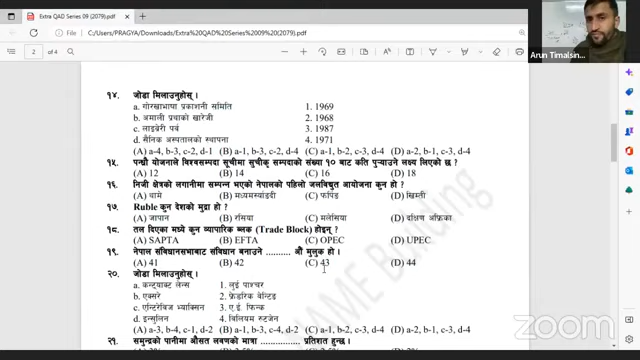 Extra QAD Series 09 (2079).pdf
C:/Users/PRAGYA/Downloads/Extra%20QAD%20Series%2009%20(2079).pdf
2 of 4
Arun Timalsin...
१४. जोडा मिलाउनुहोस् ।
a. गोरखाभाषा प्रकाशनी समिति 1. 1969
b. अमाली प्रथाको खारेजी 2. 1968
c. लाइब्रेरी पर्व 3. 1987
d. सैनिक अस्पतालको स्थापना 4. 1971
(A) a-4, b-3, c-2, d-1 (B) a-1, b-3, c-2, d-4 (C) a-1, b-2, c-3, d-4 (D) a-2, b-1, c-3, d-4
१५. पन्ध्रौ योजनाले विश्वसम्पदा सूचीमा सुचीकृ सम्पदाको संख्या १० बाट कति पुर्‍याउने लक्ष्य लिएको छ ?
(A) 12 (B) 14 (C) 16 (D) 18
१६. निजी क्षेत्रको लगानीमा सम्पन्न भएको नेपालको पहिलो जलविद्युत आयोजना कुन हो ?
(A) थामे (B) मध्यमर्स्याङदी (C) फर्पिङ (D) खिम्ती
१७. Ruble कुन देशको मुद्रा हो ?
(A) जापान (B) रसिया (C) मलेसिया (D) दक्षिण अफ्रिका
१८. तल दिएका मध्ये कुन व्यापारिक ब्लक (Trade Block) होइन् ?
(A) SAPTA (B) EFTA (C) OPEC (D) UPEC
१९. नेपाल संविधानसभाबाट संविधान बनाउने .......... औं मुलुक हो ।
(A) 41 (B) 42 (C) 43 (D) 44
२०. जोडा मिलाउनुहोस् ।
a. कन्ट्याक्ट लेन्स 1. लुई पाश्चर
b. एक्सरे 2. फ्रेडरिक वेन्टिङ
c. एन्टिरेविज भ्याक्सिन 3. ए.ई फिन्क
d. इन्सुलिन 4. विलियम स्टजेन
(A) a-3, b-4, c-1, d-2 (B) a-1, b-3, c-4, d-2 (C) a-1, b-2, c-3, d-4 (D) a-2, b-1, c-3, d-4
२१. समुन्द्रको पानीमा औसत लवणको मात्रा ................ प्रतिशत हुन्छ ।
zoom